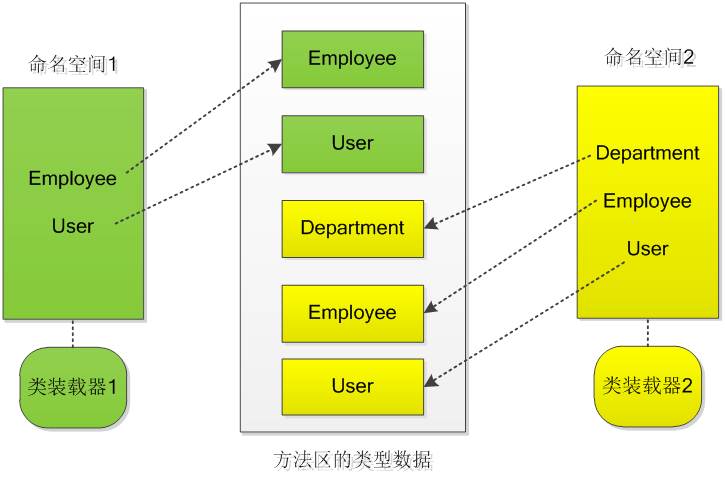 命名空间1
Employee
User
类装载器1
Employee
User
Department
Employee
User
方法区的类型数据
命名空间2
Department
Employee
User
类装载器2